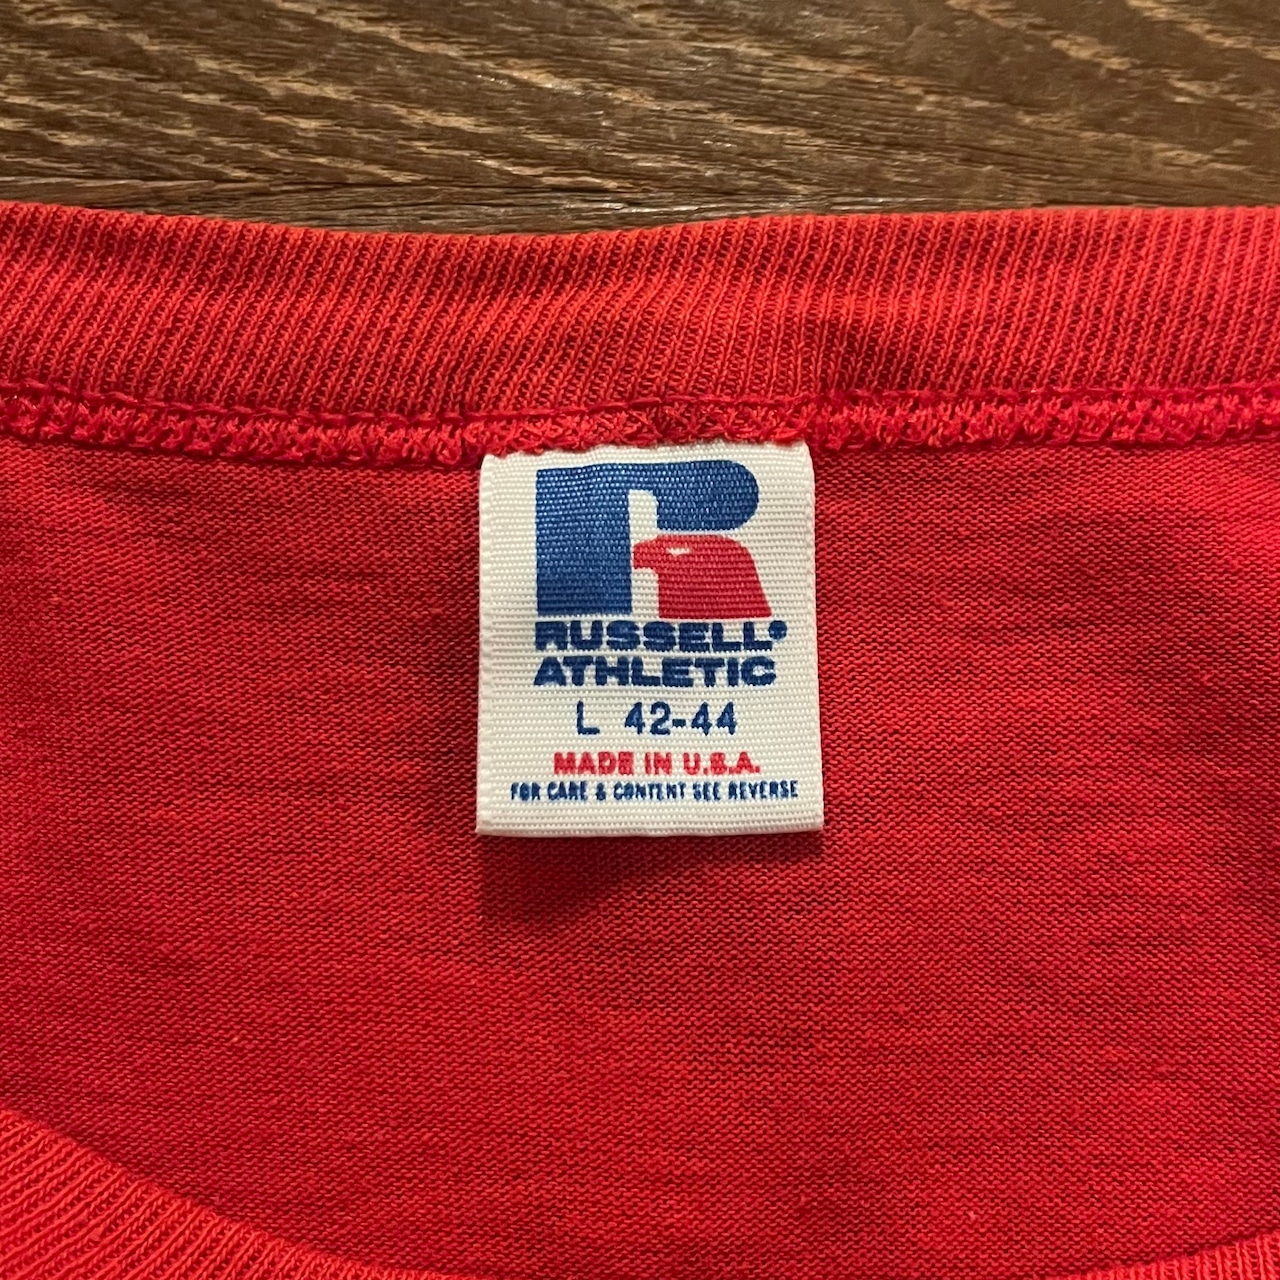 RUSSELL®
ATHLETIC
L 42-44
MADE IN U.S.A.
FOR CARE & CONTENT SEE REVERSE